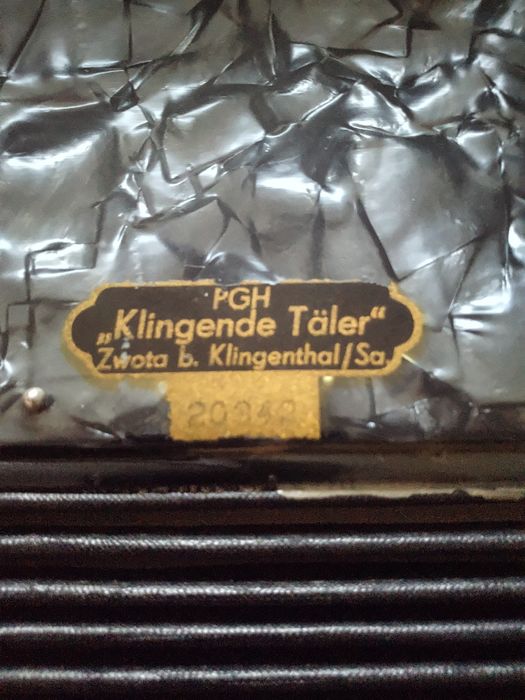 PGH
„Klingende Täler“
Zwota b. Klingenthal/Sa.